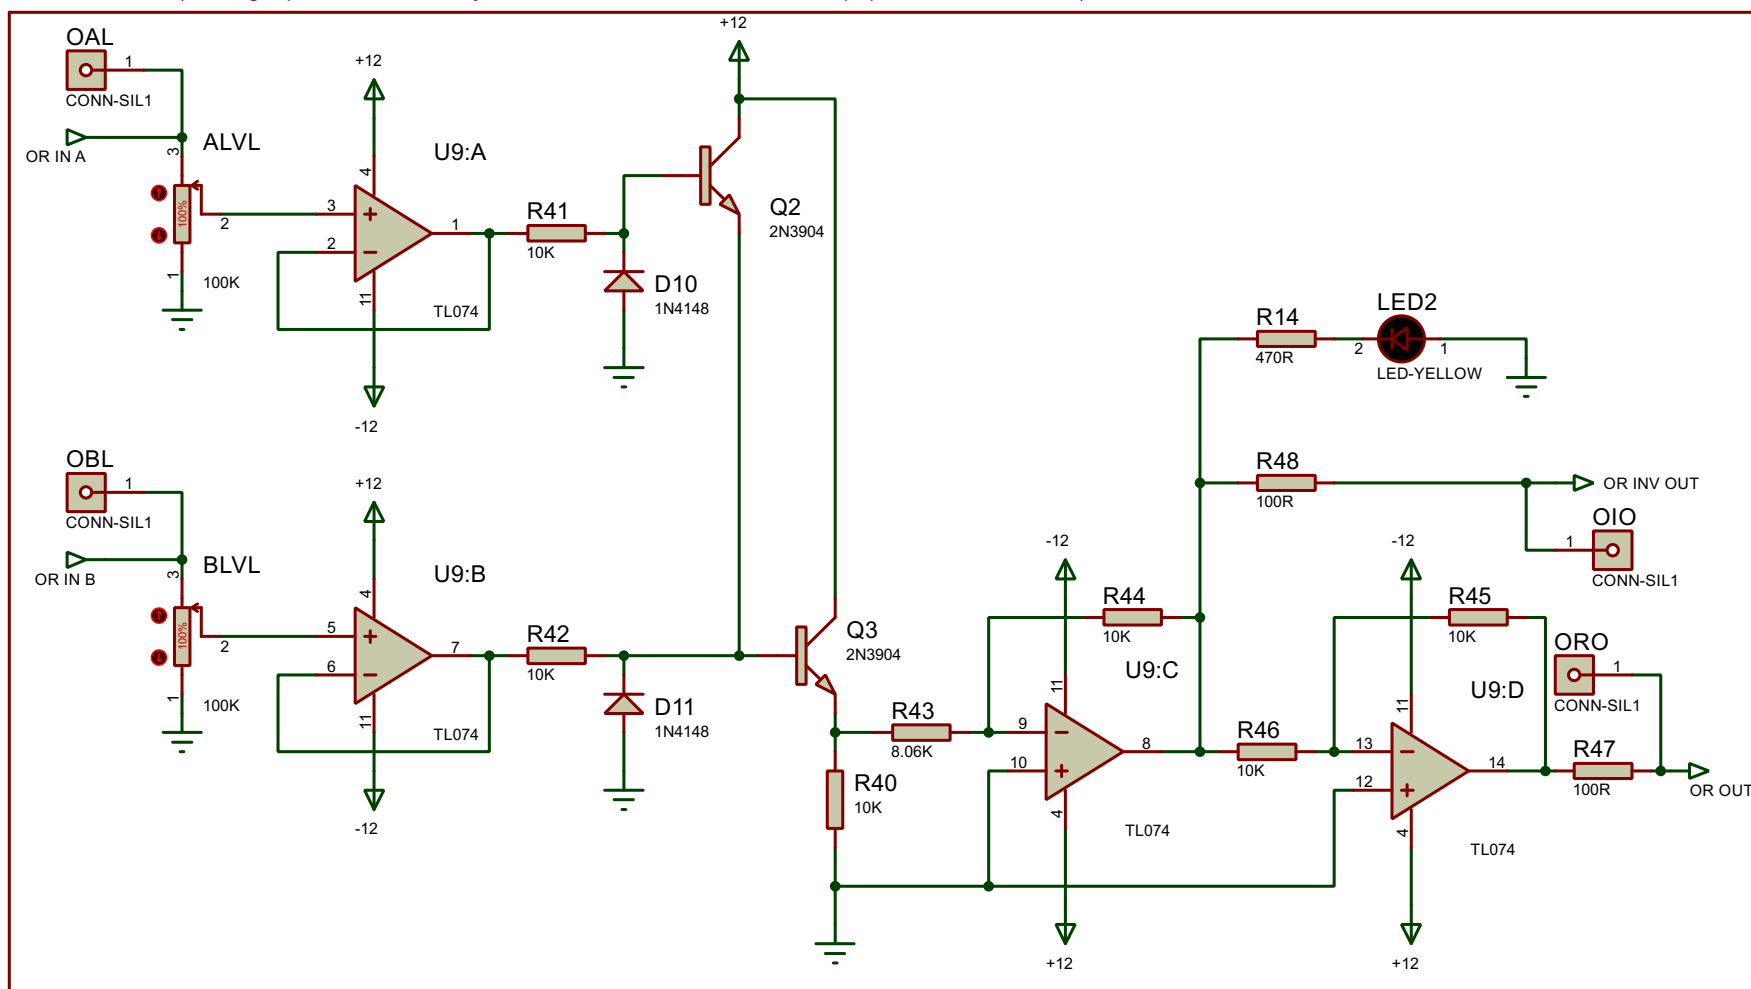 +12
OAL
1
CONN-SIL1
OR IN A
3
ALVL
100%
2
1
100K
+12
4
U9:A
3
2
1
11
TL074
-12
R41
10K
D10
1N4148
Q2
2N3904
OBL
1
CONN-SIL1
OR IN B
3
BLVL
100%
2
1
100K
+12
4
U9:B
5
6
7
11
TL074
-12
R42
10K
D11
1N4148
Q3
2N3904
R43
8.06K
R40
10K
R14
470R
LED2
2
1
LED-YELLOW
R48
100R
OR INV OUT
OIO
1
CONN-SIL1
-12
R44
10K
U9:C
11
9
10
8
4
TL074
+12
R46
10K
-12
R45
10K
U9:D
11
13
12
14
4
TL074
+12
ORO
1
CONN-SIL1
R47
100R
OR OUT